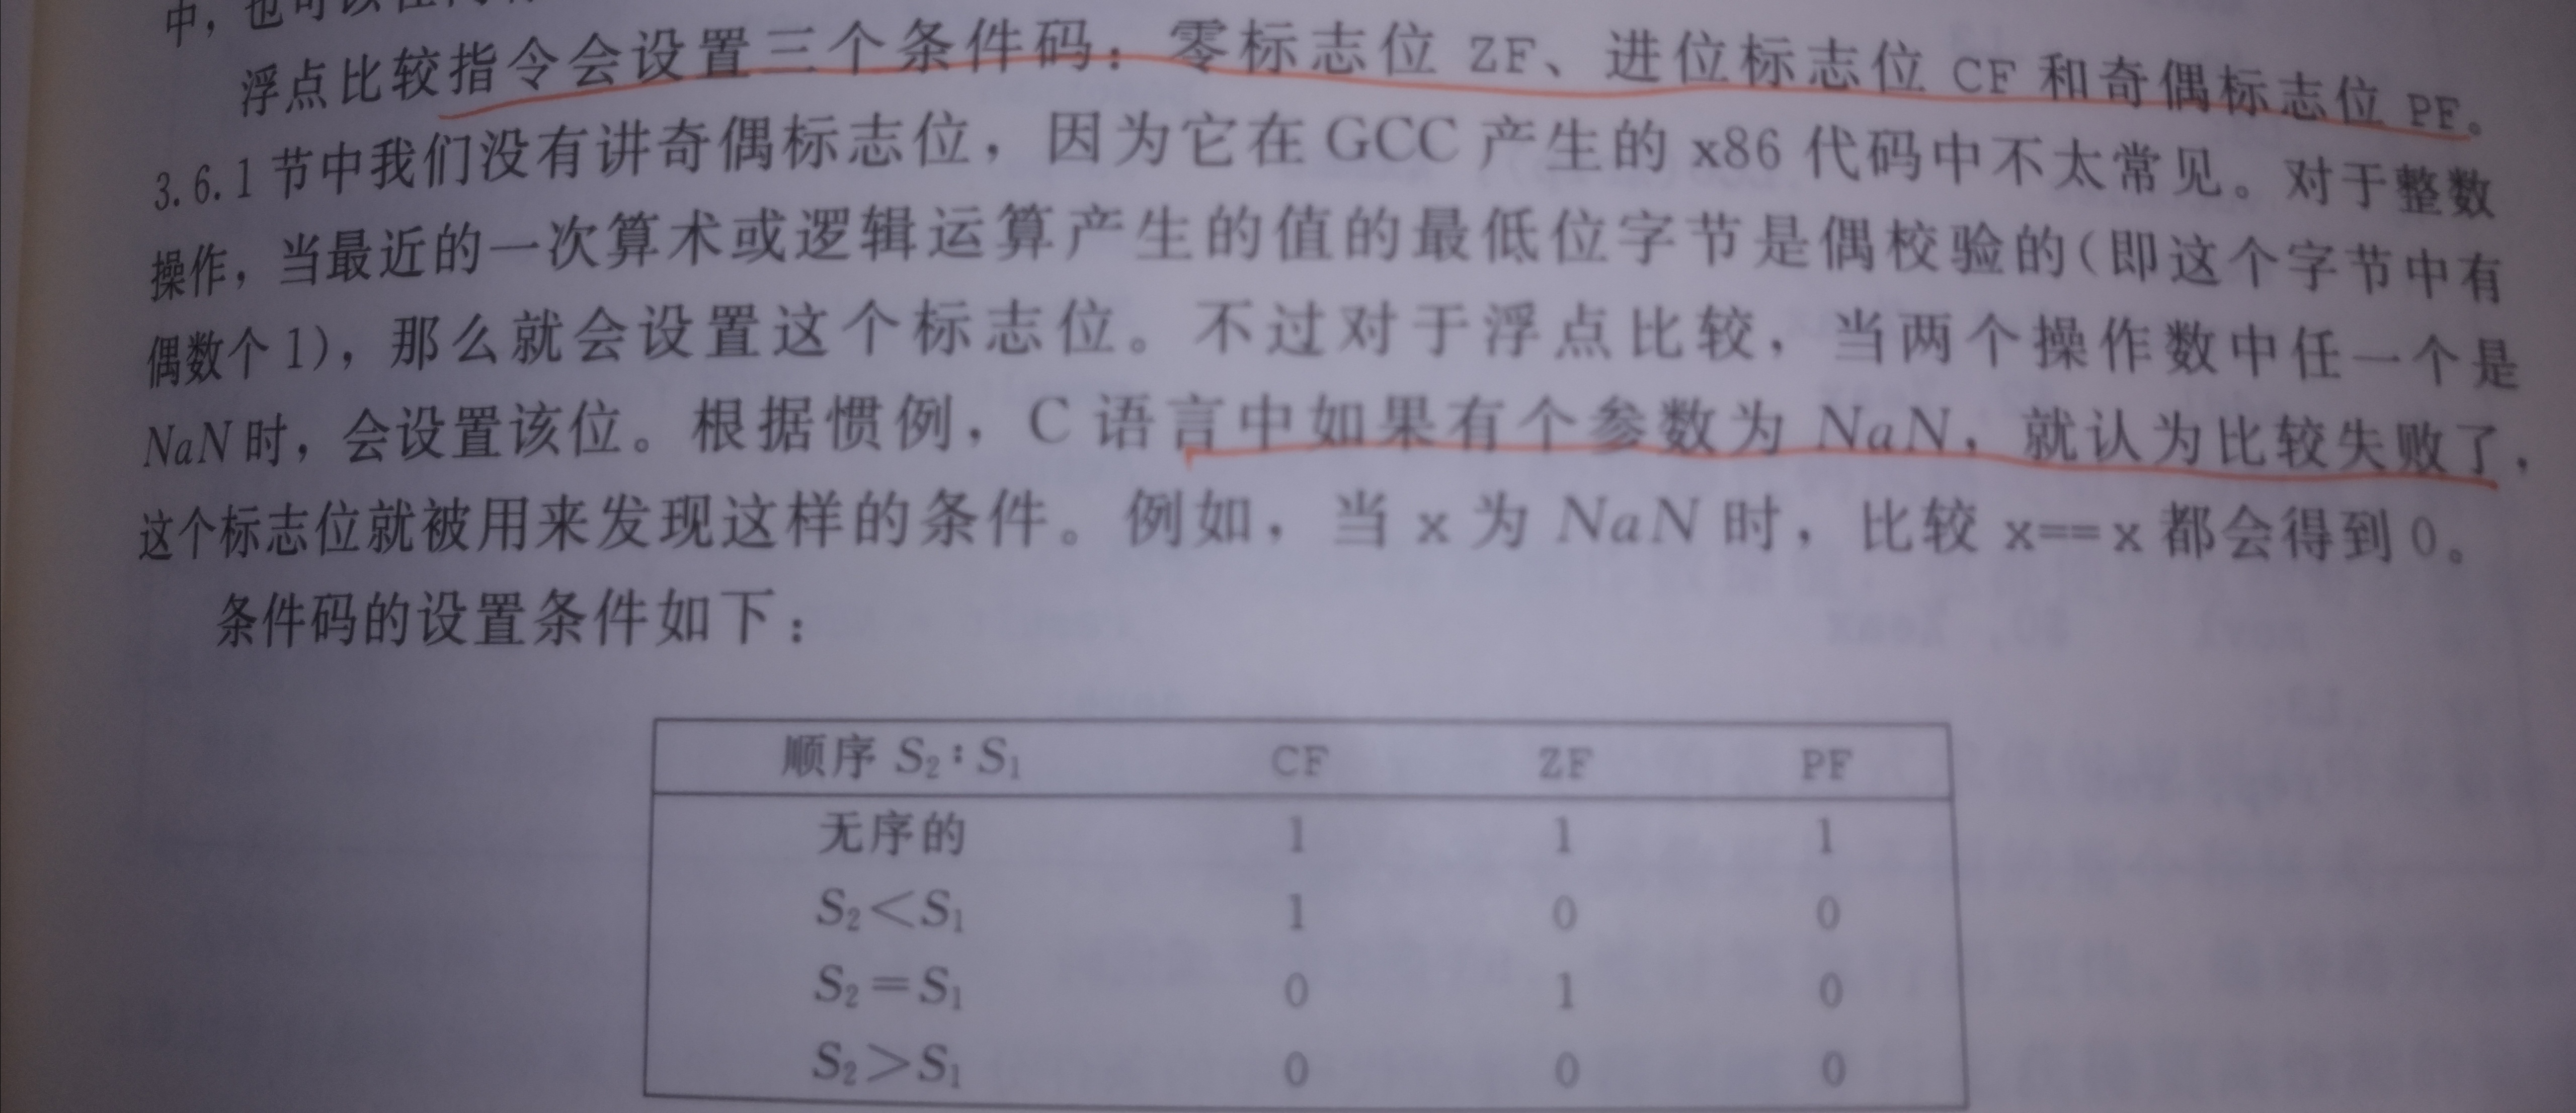 中，也可以在
浮点比较指令会设置三个条件码：零标志位 ZF、进位标志位 CF 和奇偶标志位 PF。
3.6.1 节中我们没有讲奇偶标志位，因为它在 GCC 产生的 x86 代码中不太常见。对于整数
操作，当最近的一次算术或逻辑运算产生的值的最低位字节是偶校验的(即这个字节中有
偶数个 1)，那么就会设置这个标志位。不过对于浮点比较，当两个操作数中任一个是
NaN 时，会设置该位。根据惯例，C 语言中如果有个参数为 NaN，就认为比较失败了，
这个标志位就被用来发现这样的条件。例如，当 x 为 NaN 时，比较 x==x 都会得到 0。
条件码的设置条件如下：
顺序 S₂:S₁ CF ZF PF
无序的 1 1 1
S₂<S₁ 1 0 0
S₂=S₁ 0 1 0
S₂>S₁ 0 0 0